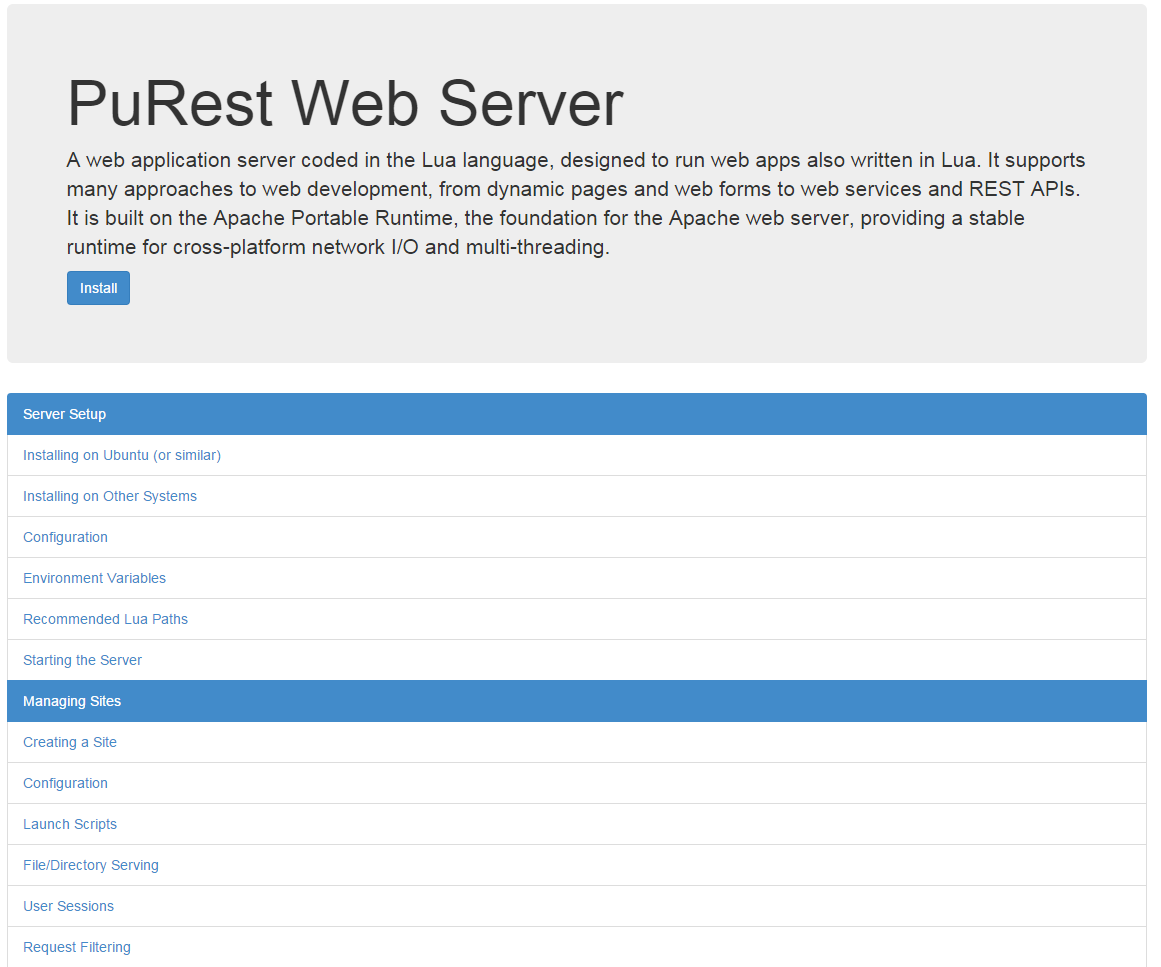 PuRest Web Server
A web application server coded in the Lua language, designed to run web apps also written in Lua. It supports
many approaches to web development, from dynamic pages and web forms to web services and REST APIs.
It is built on the Apache Portable Runtime, the foundation for the Apache web server, providing a stable
runtime for cross-platform network I/O and multi-threading.
Install
Server Setup
Installing on Ubuntu (or similar)
Installing on Other Systems
Configuration
Environment Variables
Recommended Lua Paths
Starting the Server
Managing Sites
Creating a Site
Configuration
Launch Scripts
File/Directory Serving
User Sessions
Request Filtering